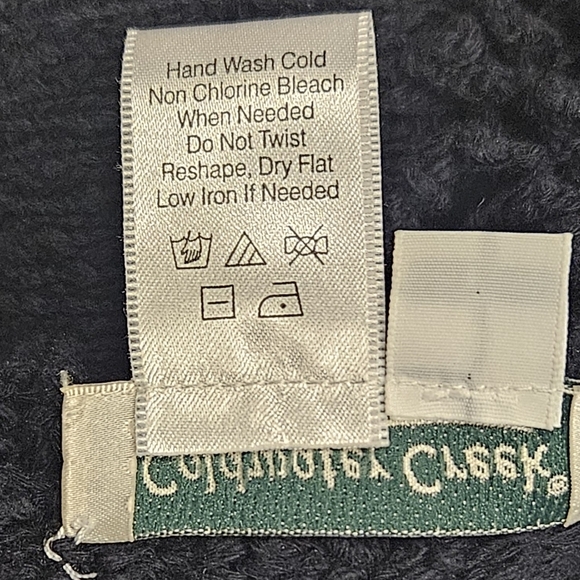 Hand Wash Cold
Non Chlorine Bleach
When Needed
Do Not Twist
Reshape, Dry Flat
Low Iron If Needed
Coldwater Creek®